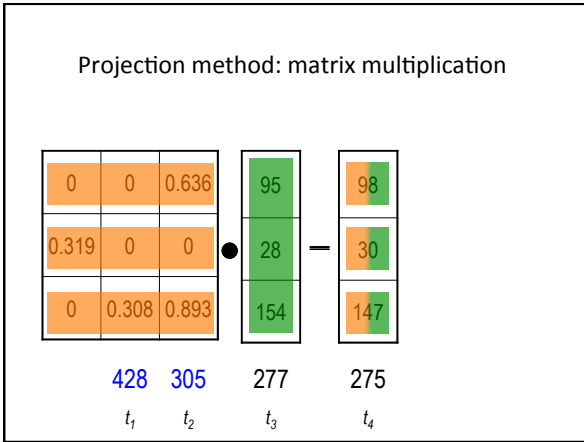 Projection method: matrix multiplication
0 0 0.636 95 98
0.319 0 0 ● 28 — 30
0 0.308 0.893 154 147
428 305 277 275
t1 t2 t3 t4